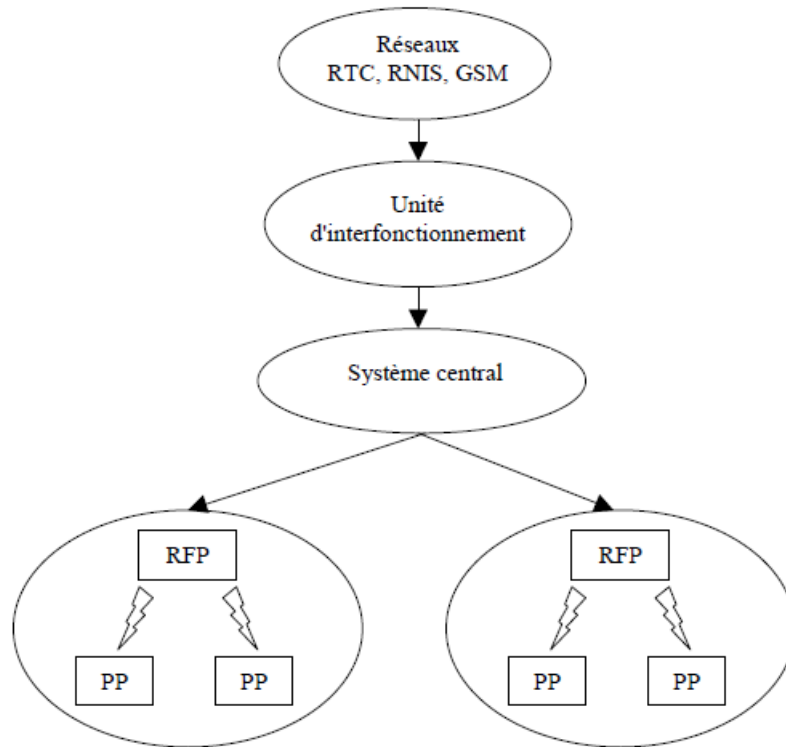 Réseaux
RTC, RNIS, GSM
Unité
d'interfonctionnement
Système central
RFP
RFP
PP
PP
PP
PP